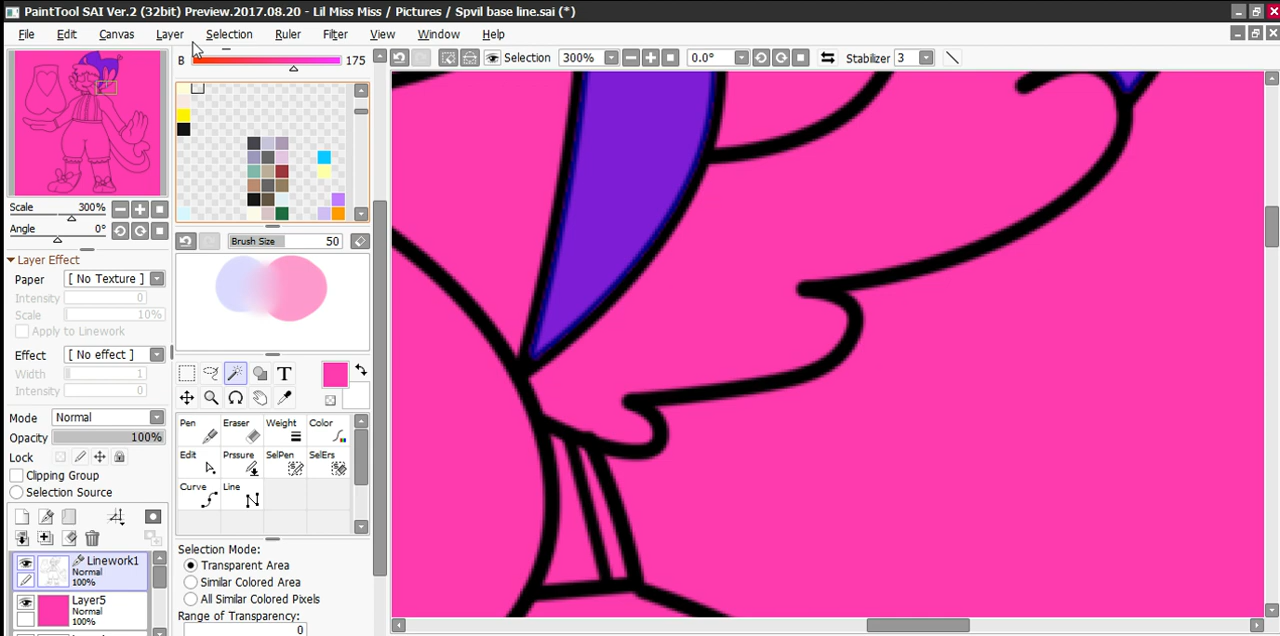 PaintTool SAI Ver.2 (32bit) Preview.2017.08.20 - Lil Miss Miss / Pictures / Spvil base line.sai (*)
File Edit Canvas Layer Selection Ruler Filter View Window Help
B 175
Selection 300% 0.0° Stabilizer 3
Scale 300%
Angle 0°
Brush Size 50
Layer Effect
Paper [ No Texture ]
Intensity 0
Scale 10%
Apply to Linework
Effect [ No effect ]
Width 1
Intensity 0
Mode Normal
Opacity 100%
Lock
Clipping Group
Selection Source
T
Pen Eraser Weight Color
Edit Prssure SelPen SelErs
Curve Line
Selection Mode:
Transparent Area
Similar Colored Area
All Similar Colored Pixels
Range of Transparency:
0
Linework1
Normal
100%
Layer5
Normal
100%